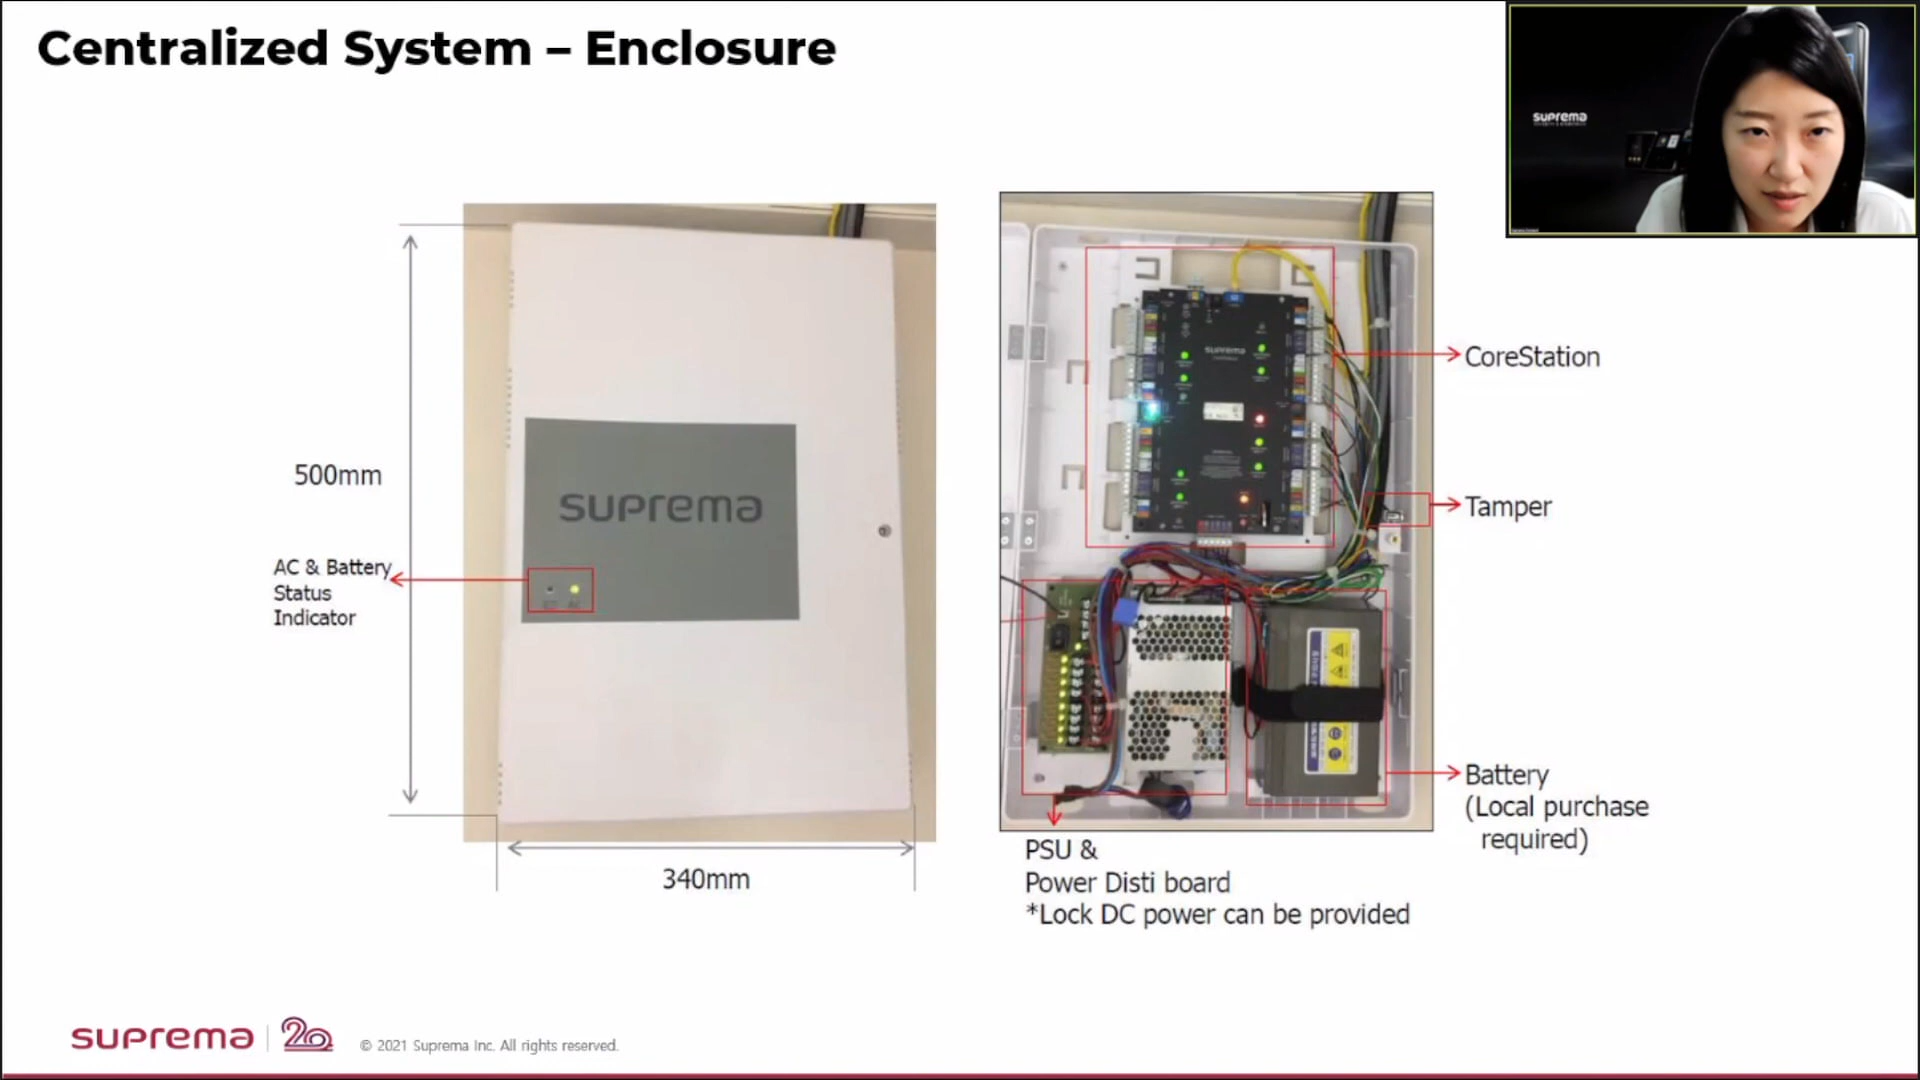 Centralized System – Enclosure
suprema
500mm
suprema
AC & Battery
Status
Indicator
340mm
suprema
CoreStation
Tamper
Battery
(Local purchase
required)
PSU &
Power Disti board
*Lock DC power can be provided
suprema
20
© 2021 Suprema Inc. All rights reserved.